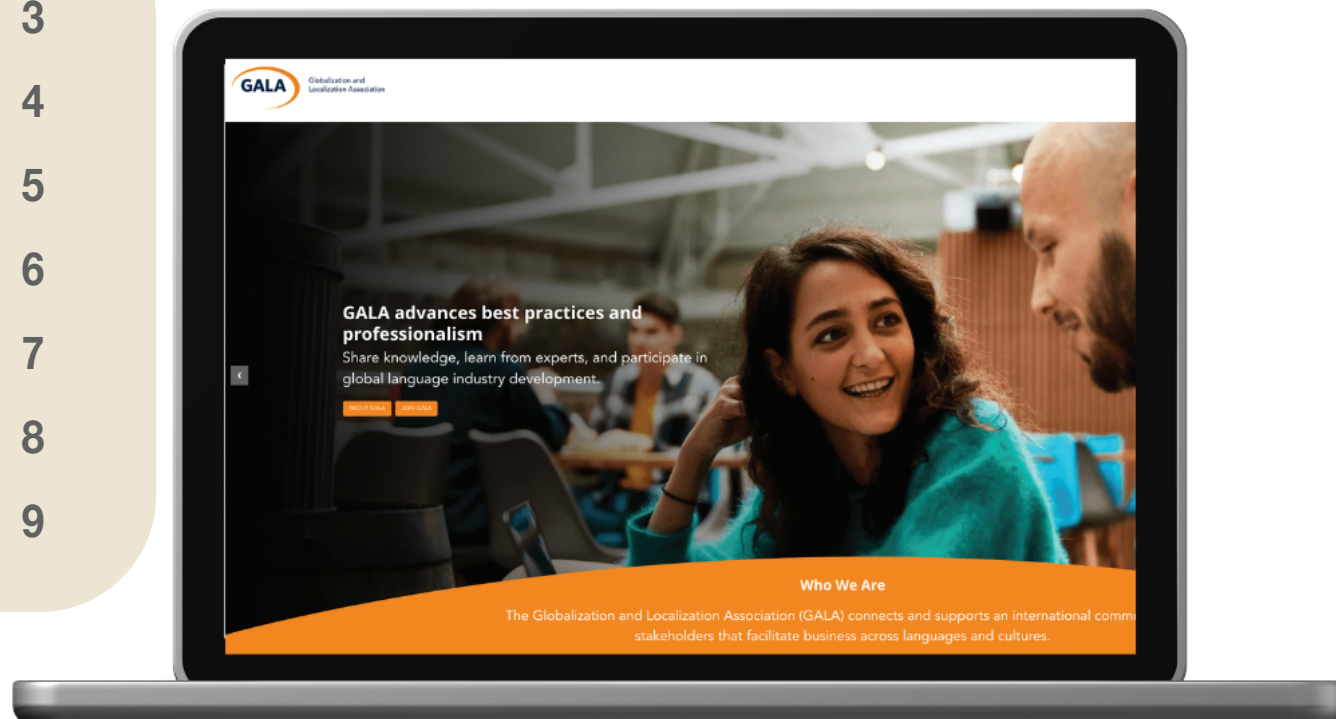 3
4
5
6
7
8
9
GALA
Globalization and
Localization Association
GALA advances best practices and
professionalism
Share knowledge, learn from experts, and participate in
global language industry development.
ABOUT GALA
JOIN GALA
Who We Are
The Globalization and Localization Association (GALA) connects and supports an international comm
stakeholders that facilitate business across languages and cultures.